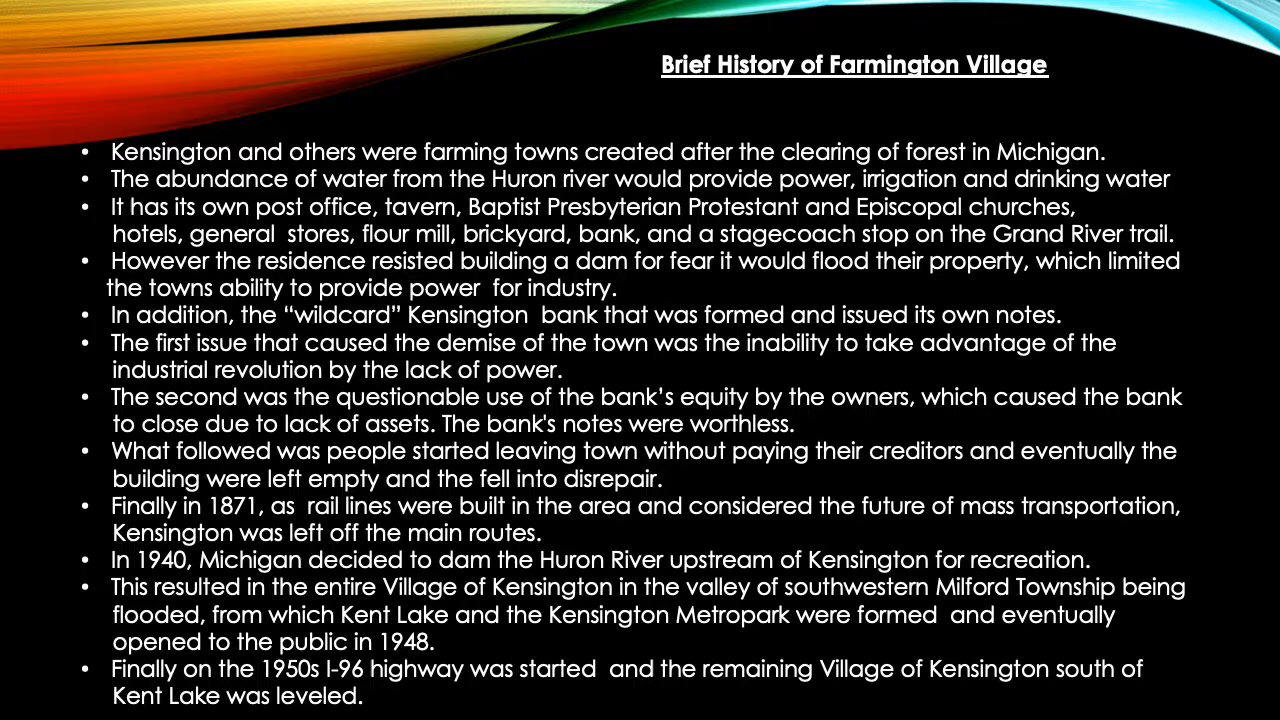 Brief History of Farmington Village
• Kensington and others were farming towns created after the clearing of forest in Michigan.
• The abundance of water from the Huron river would provide power, irrigation and drinking water
• It has its own post office, tavern, Baptist Presbyterian Protestant and Episcopal churches,
hotels, general  stores, flour mill, brickyard, bank, and a stagecoach stop on the Grand River trail.
• However the residence resisted building a dam for fear it would flood their property, which limited
the towns ability to provide power  for industry.
• In addition, the “wildcard” Kensington  bank that was formed and issued its own notes.
• The first issue that caused the demise of the town was the inability to take advantage of the
industrial revolution by the lack of power.
• The second was the questionable use of the bank’s equity by the owners, which caused the bank
to close due to lack of assets. The bank's notes were worthless.
• What followed was people started leaving town without paying their creditors and eventually the
building were left empty and the fell into disrepair.
• Finally in 1871, as  rail lines were built in the area and considered the future of mass transportation,
Kensington was left off the main routes.
• In 1940, Michigan decided to dam the Huron River upstream of Kensington for recreation.
• This resulted in the entire Village of Kensington in the valley of southwestern Milford Township being
flooded, from which Kent Lake and the Kensington Metropark were formed  and eventually
opened to the public in 1948.
• Finally on the 1950s I-96 highway was started  and the remaining Village of Kensington south of
Kent Lake was leveled.